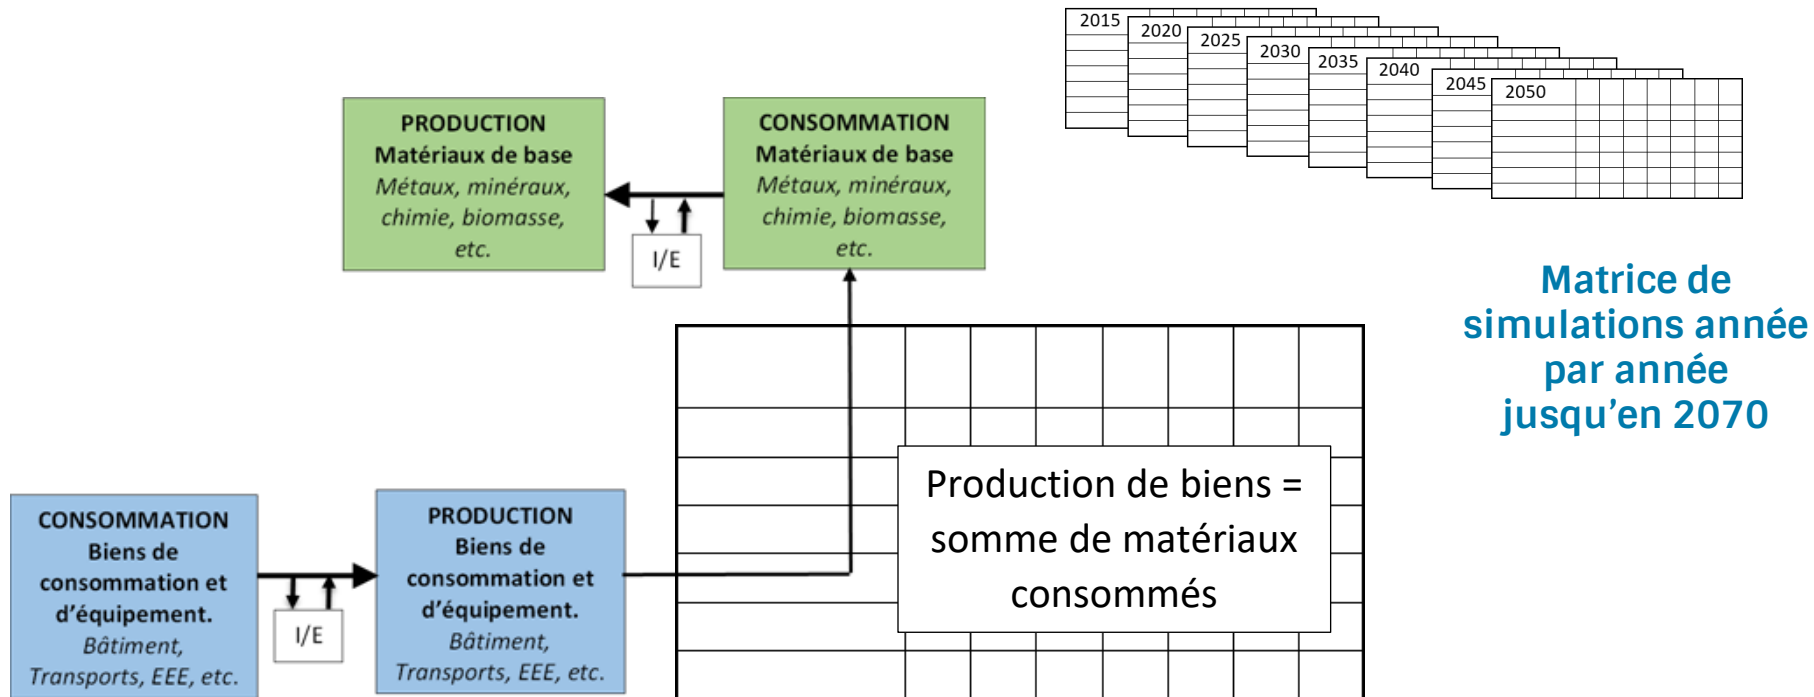 2015
2020
2025
2030
2035
2040
2045
2050
PRODUCTION
Matériaux de base
Métaux, minéraux,
chimie, biomasse,
etc.
I/E
CONSOMMATION
Matériaux de base
Métaux, minéraux,
chimie, biomasse,
etc.
Matrice de
simulations année
par année
jusqu’en 2070
CONSOMMATION
Biens de
consommation et
d’équipement.
Bâtiment,
Transports, EEE, etc.
I/E
PRODUCTION
Biens de
consommation et
d’équipement.
Bâtiment,
Transports, EEE, etc.
Production de biens =
somme de matériaux
consommés